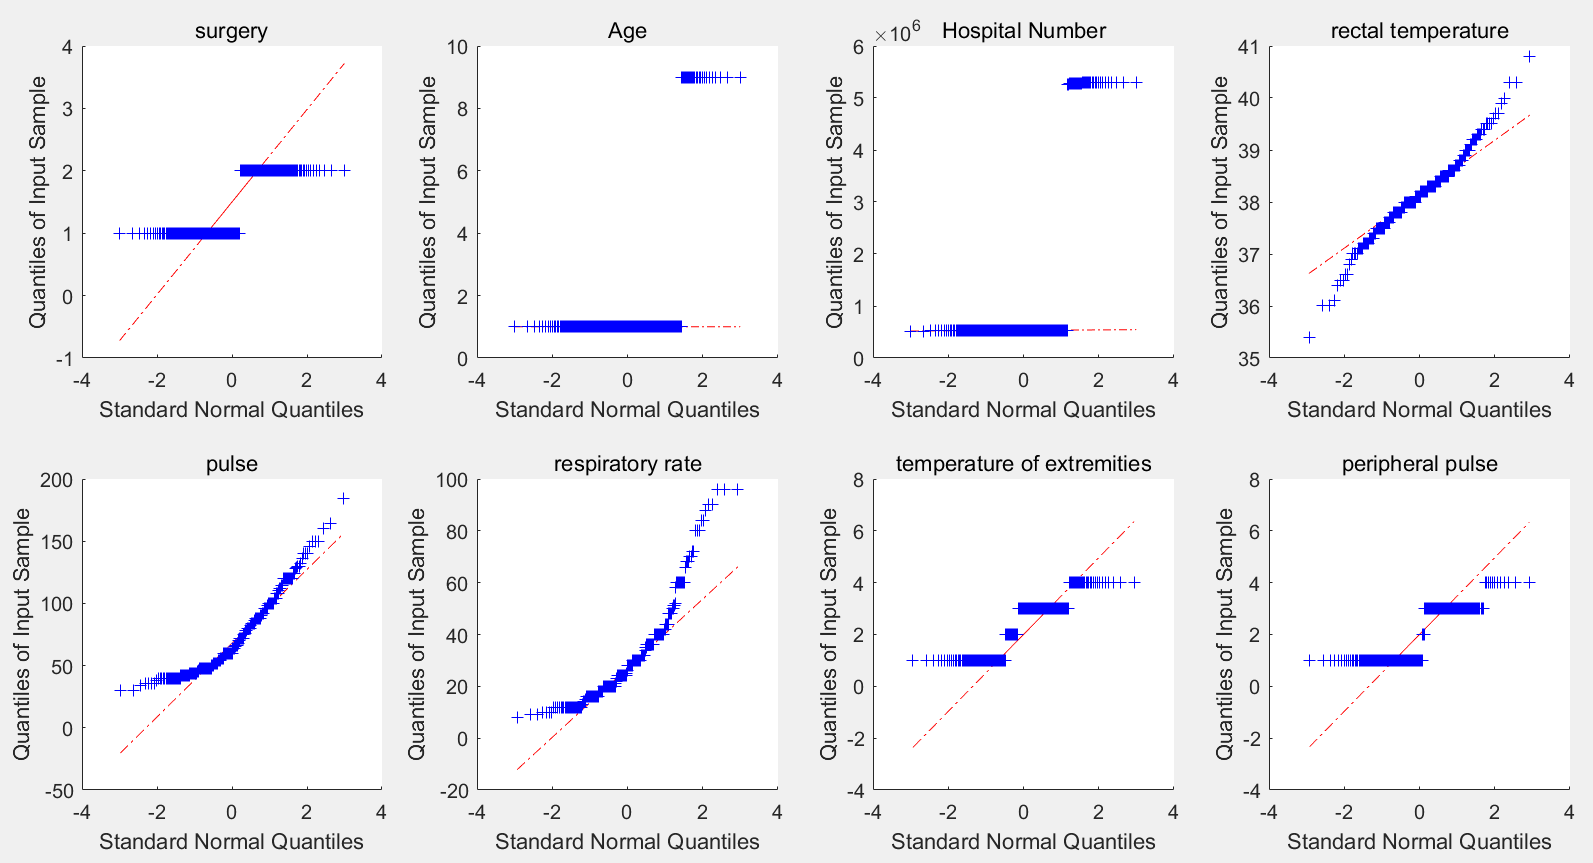 surgery
4
3
2
1
0
-1
-4 -2 0 2 4
Quantiles of Input Sample
Standard Normal Quantiles
Age
10
8
6
4
2
0
-4 -2 0 2 4
Quantiles of Input Sample
Standard Normal Quantiles
×10^6
Hospital Number
6
5
4
3
2
1
0
-4 -2 0 2 4
Quantiles of Input Sample
Standard Normal Quantiles
rectal temperature
41
40
39
38
37
36
35
-4 -2 0 2 4
Quantiles of Input Sample
Standard Normal Quantiles
pulse
200
150
100
50
0
-50
-4 -2 0 2 4
Quantiles of Input Sample
Standard Normal Quantiles
respiratory rate
100
80
60
40
20
0
-20
-4 -2 0 2 4
Quantiles of Input Sample
Standard Normal Quantiles
temperature of extremities
8
6
4
2
0
-2
-4
-4 -2 0 2 4
Quantiles of Input Sample
Standard Normal Quantiles
peripheral pulse
8
6
4
2
0
-2
-4
-4 -2 0 2 4
Quantiles of Input Sample
Standard Normal Quantiles